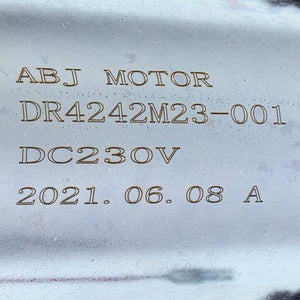 ABJ MOTOR
DR4242M23-001
DC230V
2021.06.08 A